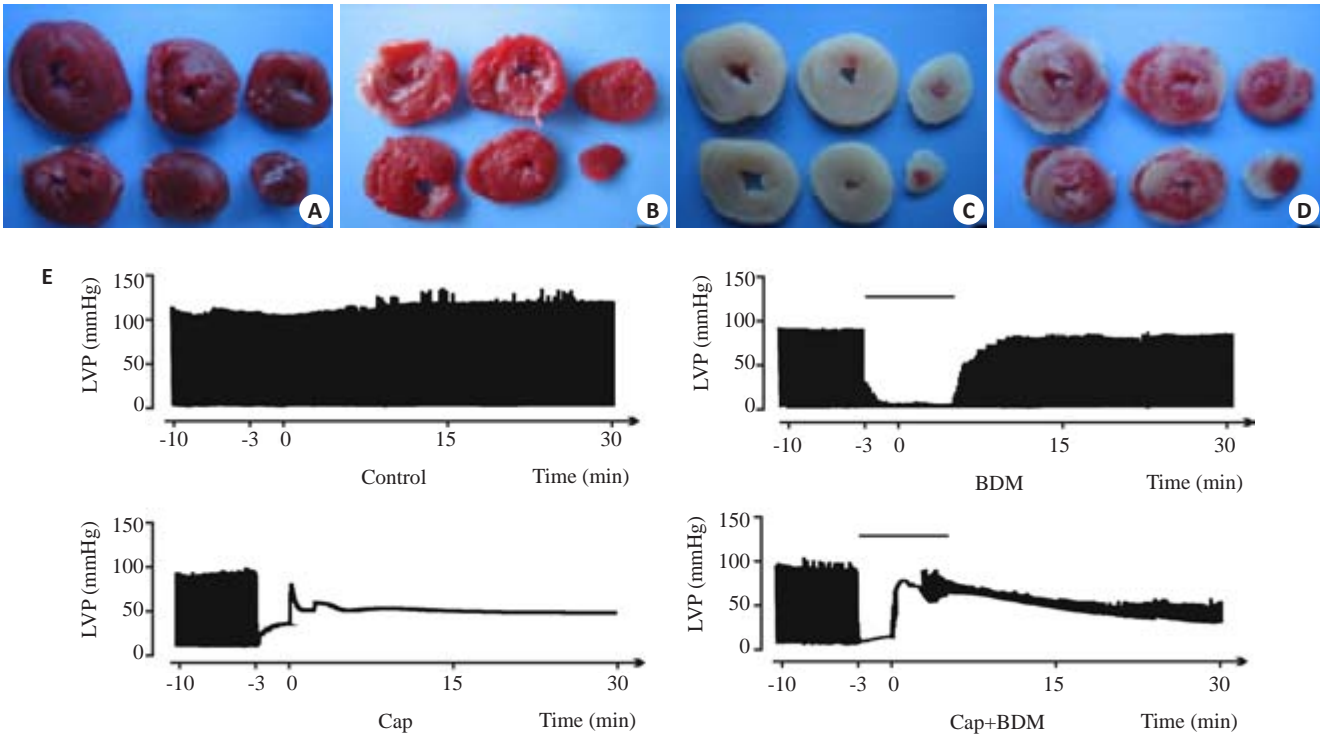 A
B
C
D
E
LVP (mmHg)
150
100
50
0
-10 -3 0 15 30
Control Time (min)
LVP (mmHg)
150
100
50
0
-10 -3 0 15 30
BDM Time (min)
LVP (mmHg)
150
100
50
0
-10 -3 0 15 30
Cap Time (min)
LVP (mmHg)
150
100
50
0
-10 -3 0 15 30
Cap+BDM Time (min)